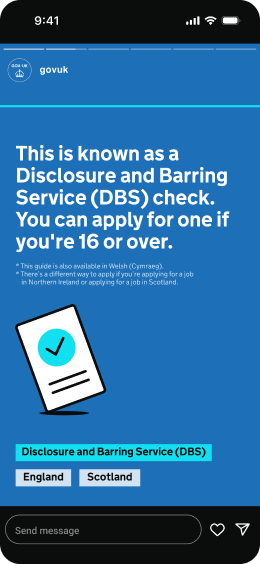 9:41
GOV UK
govuk
This is known as a
Disclosure and Barring
Service (DBS) check.
You can apply for one if
you're 16 or over.
* This guide is also available in Welsh (Cymraeg).
* There's a different way to apply if you're applying for a job
in Northern Ireland or applying for a job in Scotland.
Disclosure and Barring Service (DBS)
England
Scotland
Send message